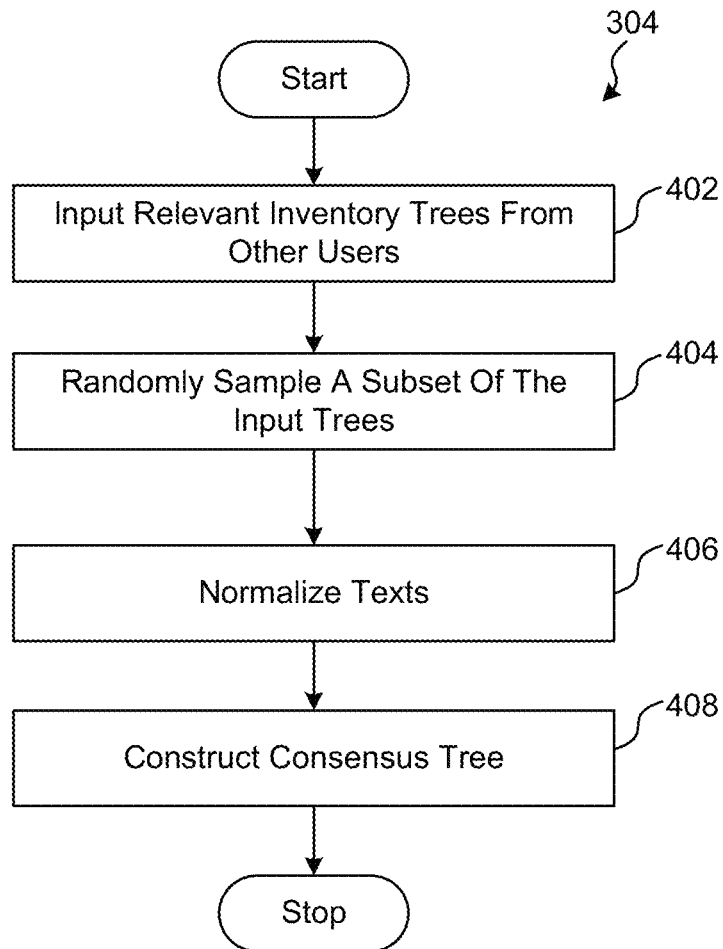 304
Start
402
Input Relevant Inventory Trees From
Other Users
404
Randomly Sample A Subset Of The
Input Trees
406
Normalize Texts
408
Construct Consensus Tree
Stop